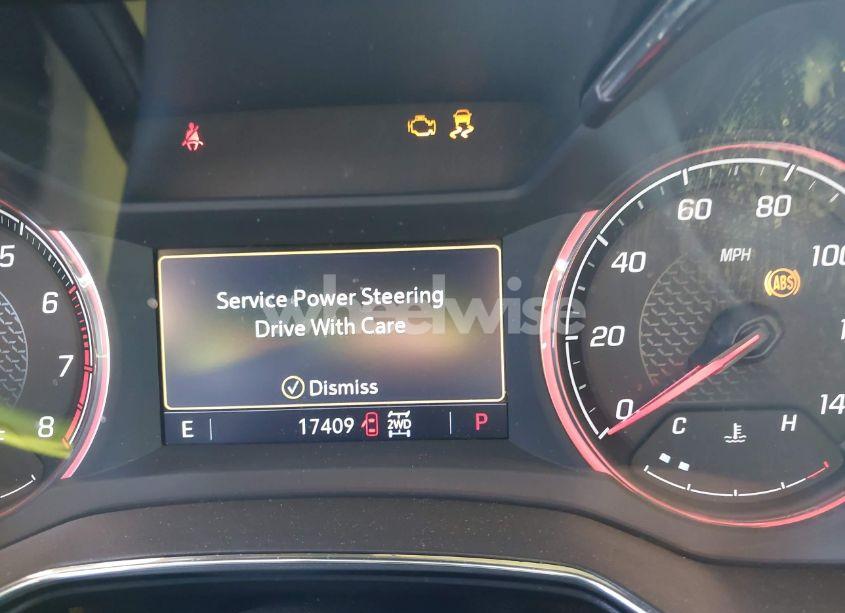 5
6
7
8
Service Power Steering
Drive With Care
Dismiss
E
17409
2WD
P
0
20
40
60
80
100
14
MPH
ABS
C
H
wheelwise